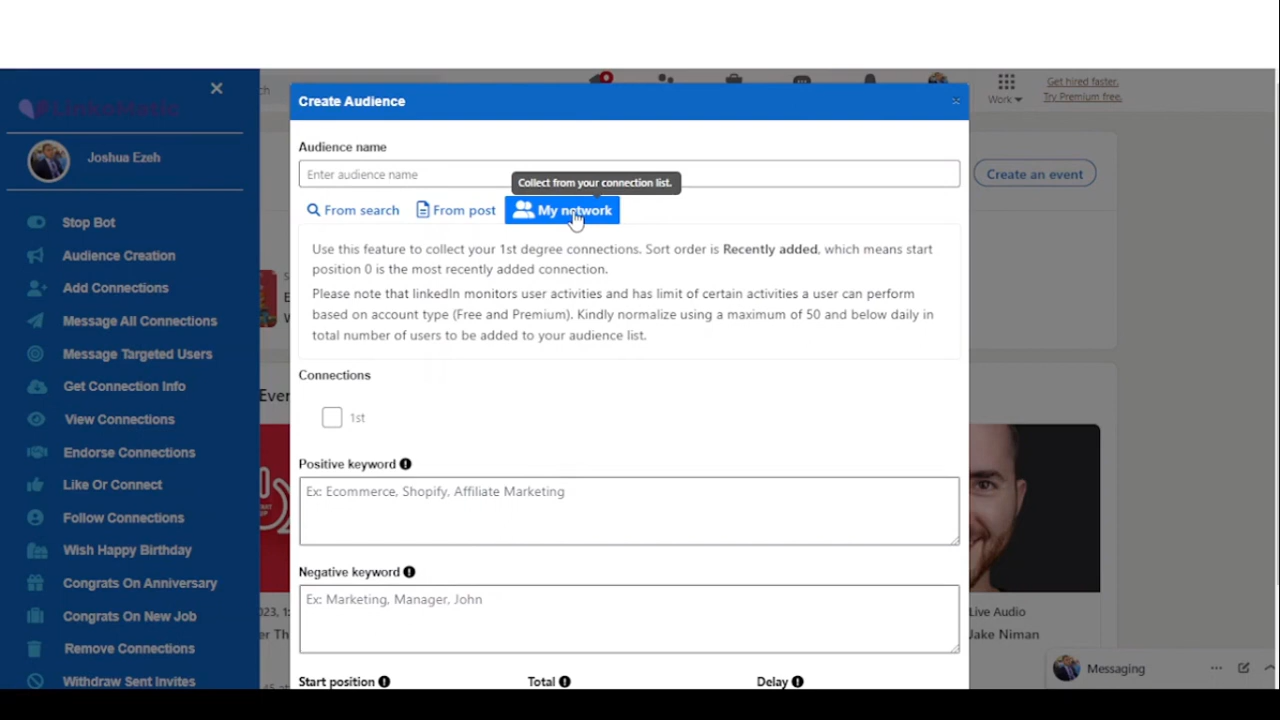 Joshua Ezeh
Stop Bot
Audience Creation
Add Connections
Message All Connections
Message Targeted Users
Get Connection Info
View Connections
Endorse Connections
Like Or Connect
Follow Connections
Wish Happy Birthday
Congrats On Anniversary
Congrats On New Job
Remove Connections
Withdraw Sent Invites
ch
Work
Get hired faster.
Try Premium free.
Create Audience
Audience name
Enter audience name
Collect from your connection list.
From search From post My network
Use this feature to collect your 1st degree connections. Sort order is Recently added, which means start
position 0 is the most recently added connection.
Please note that linkedIn monitors user activities and has limit of certain activities a user can perform
based on account type (Free and Premium). Kindly normalize using a maximum of 50 and below daily in
total number of users to be added to your audience list.
Connections
1st
Positive keyword
Ex: Ecommerce, Shopify, Affiliate Marketing
Negative keyword
Ex: Marketing, Manager, John
Start position Total Delay
Create an event
Even
023, 1:
er Th
Live Audio
Jake Niman
Messaging